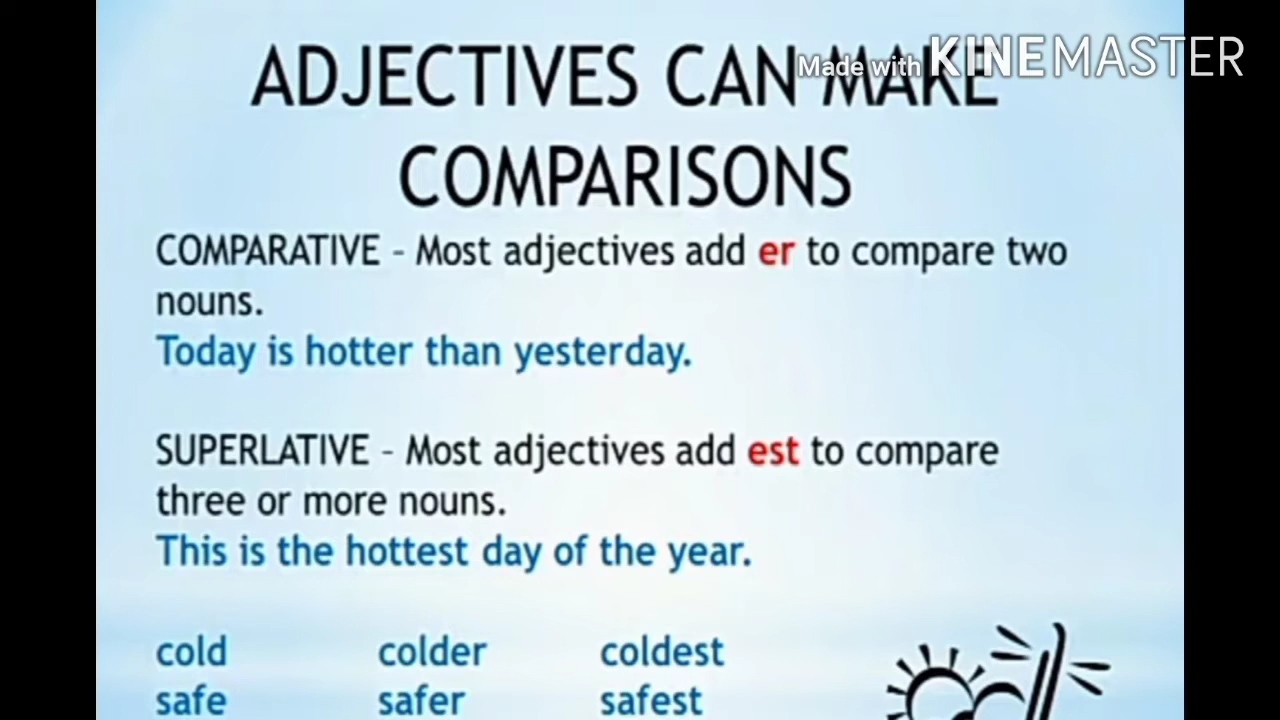 ADJECTIVES CAN MAKE
Made with KINEMASTER
COMPARISONS
COMPARATIVE – Most adjectives add er to compare two
nouns.
Today is hotter than yesterday.
SUPERLATIVE – Most adjectives add est to compare
three or more nouns.
This is the hottest day of the year.
cold colder coldest
safe safer safest